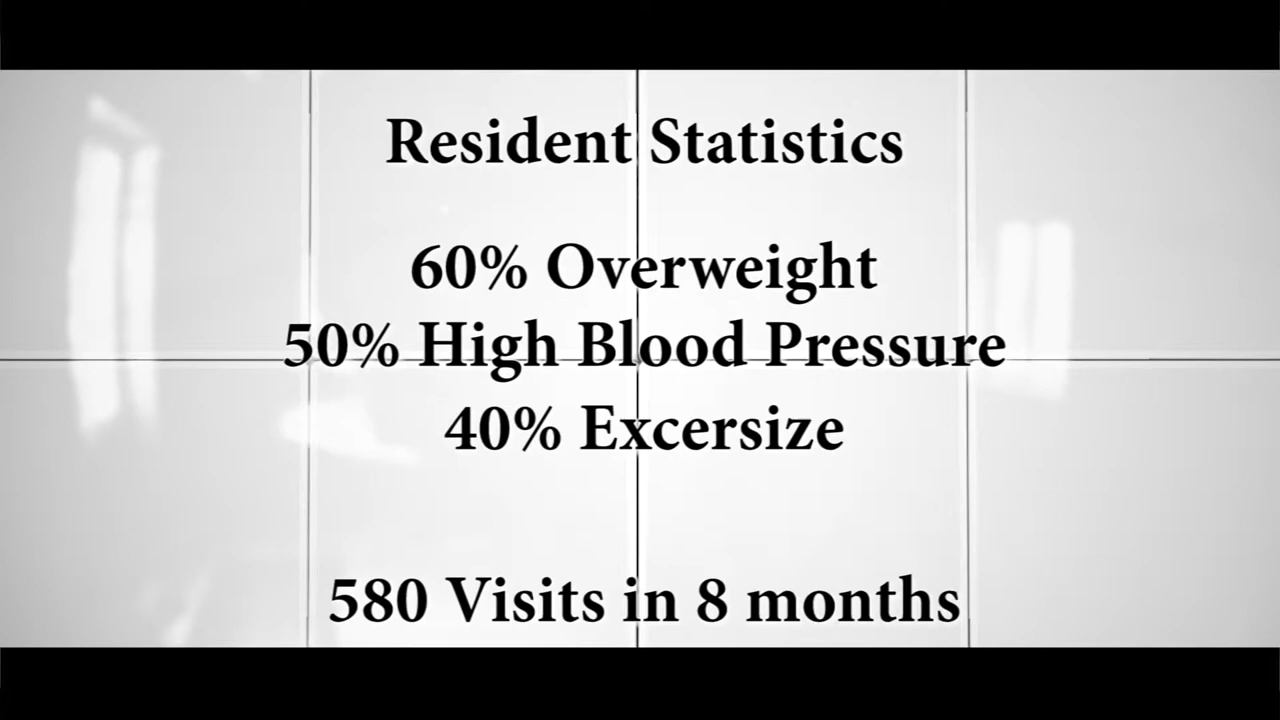 Resident Statistics
60% Overweight
50% High Blood Pressure
40% Excersize
580 Visits in 8 months